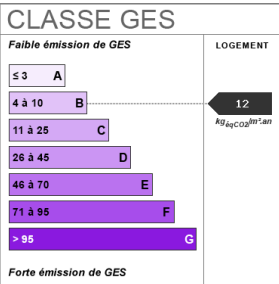 CLASSE GES
Faible émission de GES
LOGEMENT
≤ 3 A
4 à 10 B
12
kgéqCO2/m².an
11 à 25 C
26 à 45 D
46 à 70 E
71 à 95 F
> 95 G
Forte émission de GES